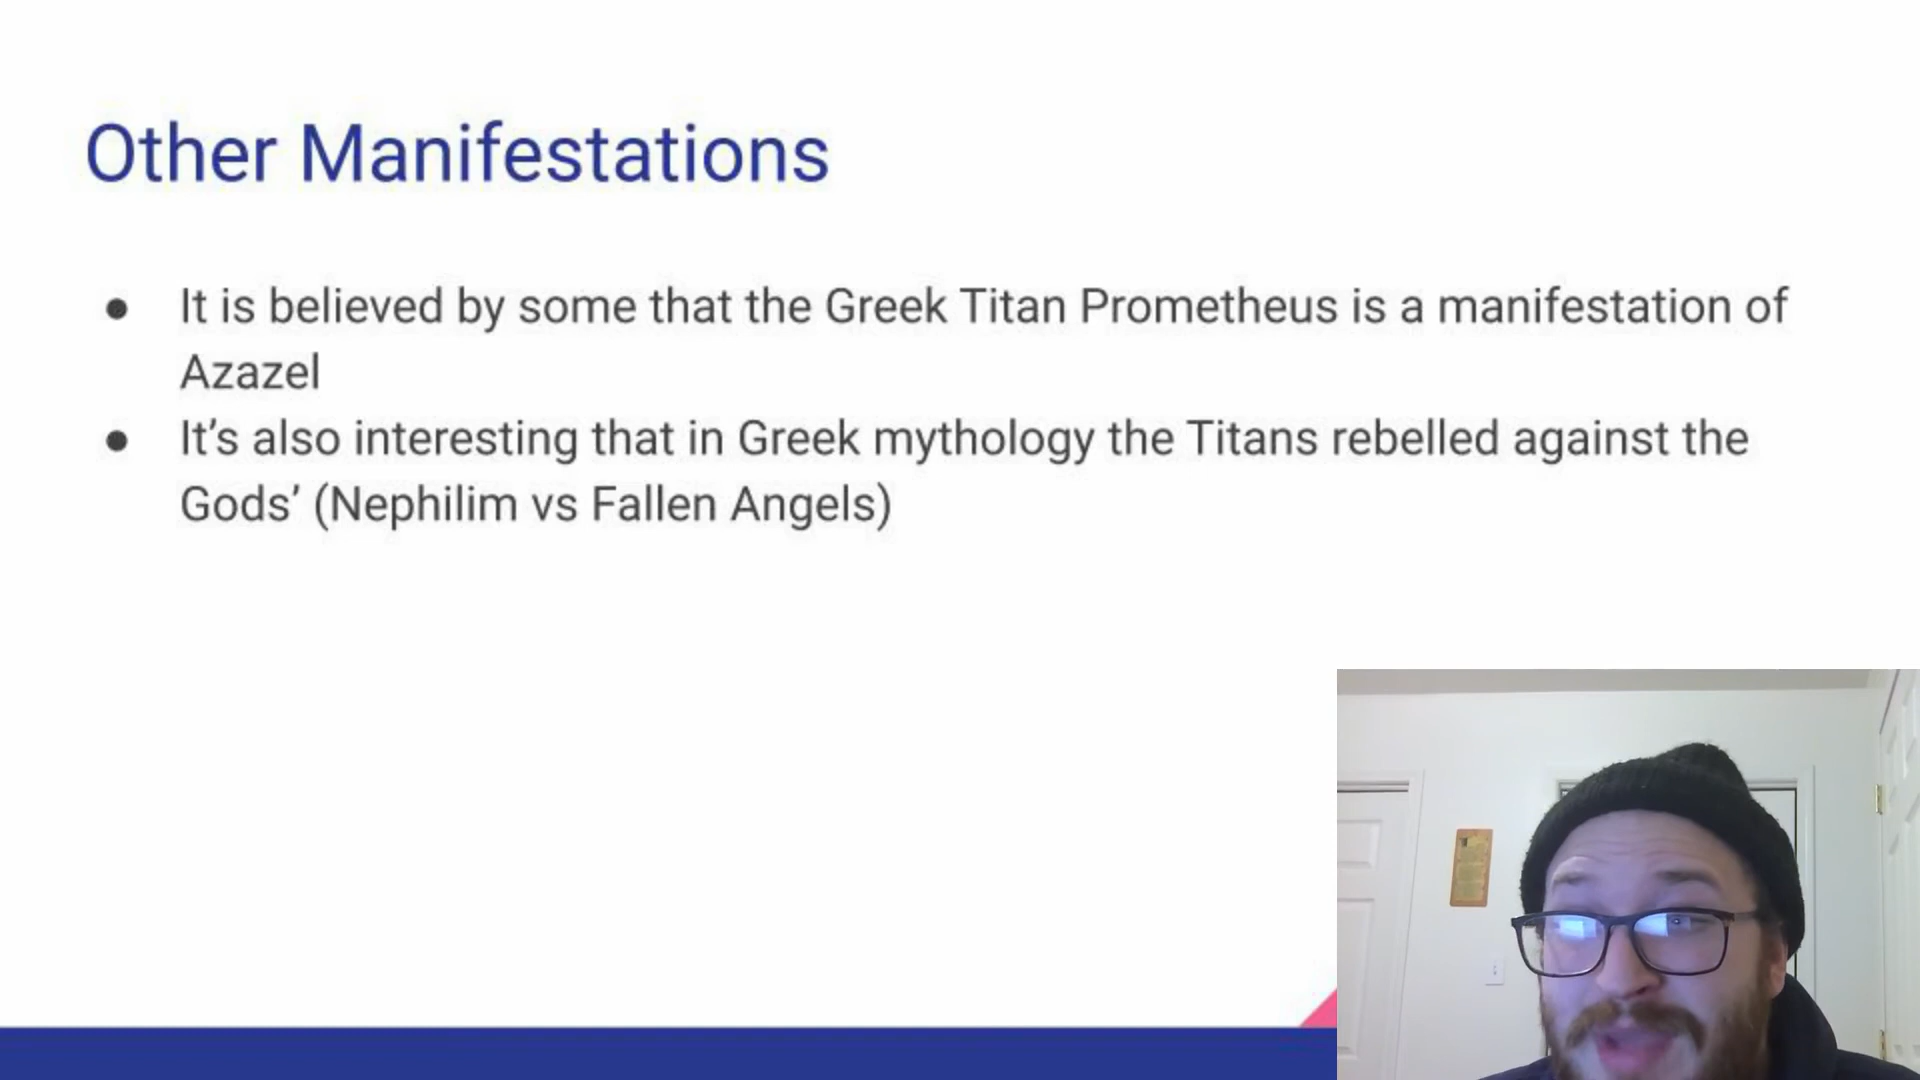 Other Manifestations
● It is believed by some that the Greek Titan Prometheus is a manifestation of
Azazel
● It’s also interesting that in Greek mythology the Titans rebelled against the
Gods’ (Nephilim vs Fallen Angels)